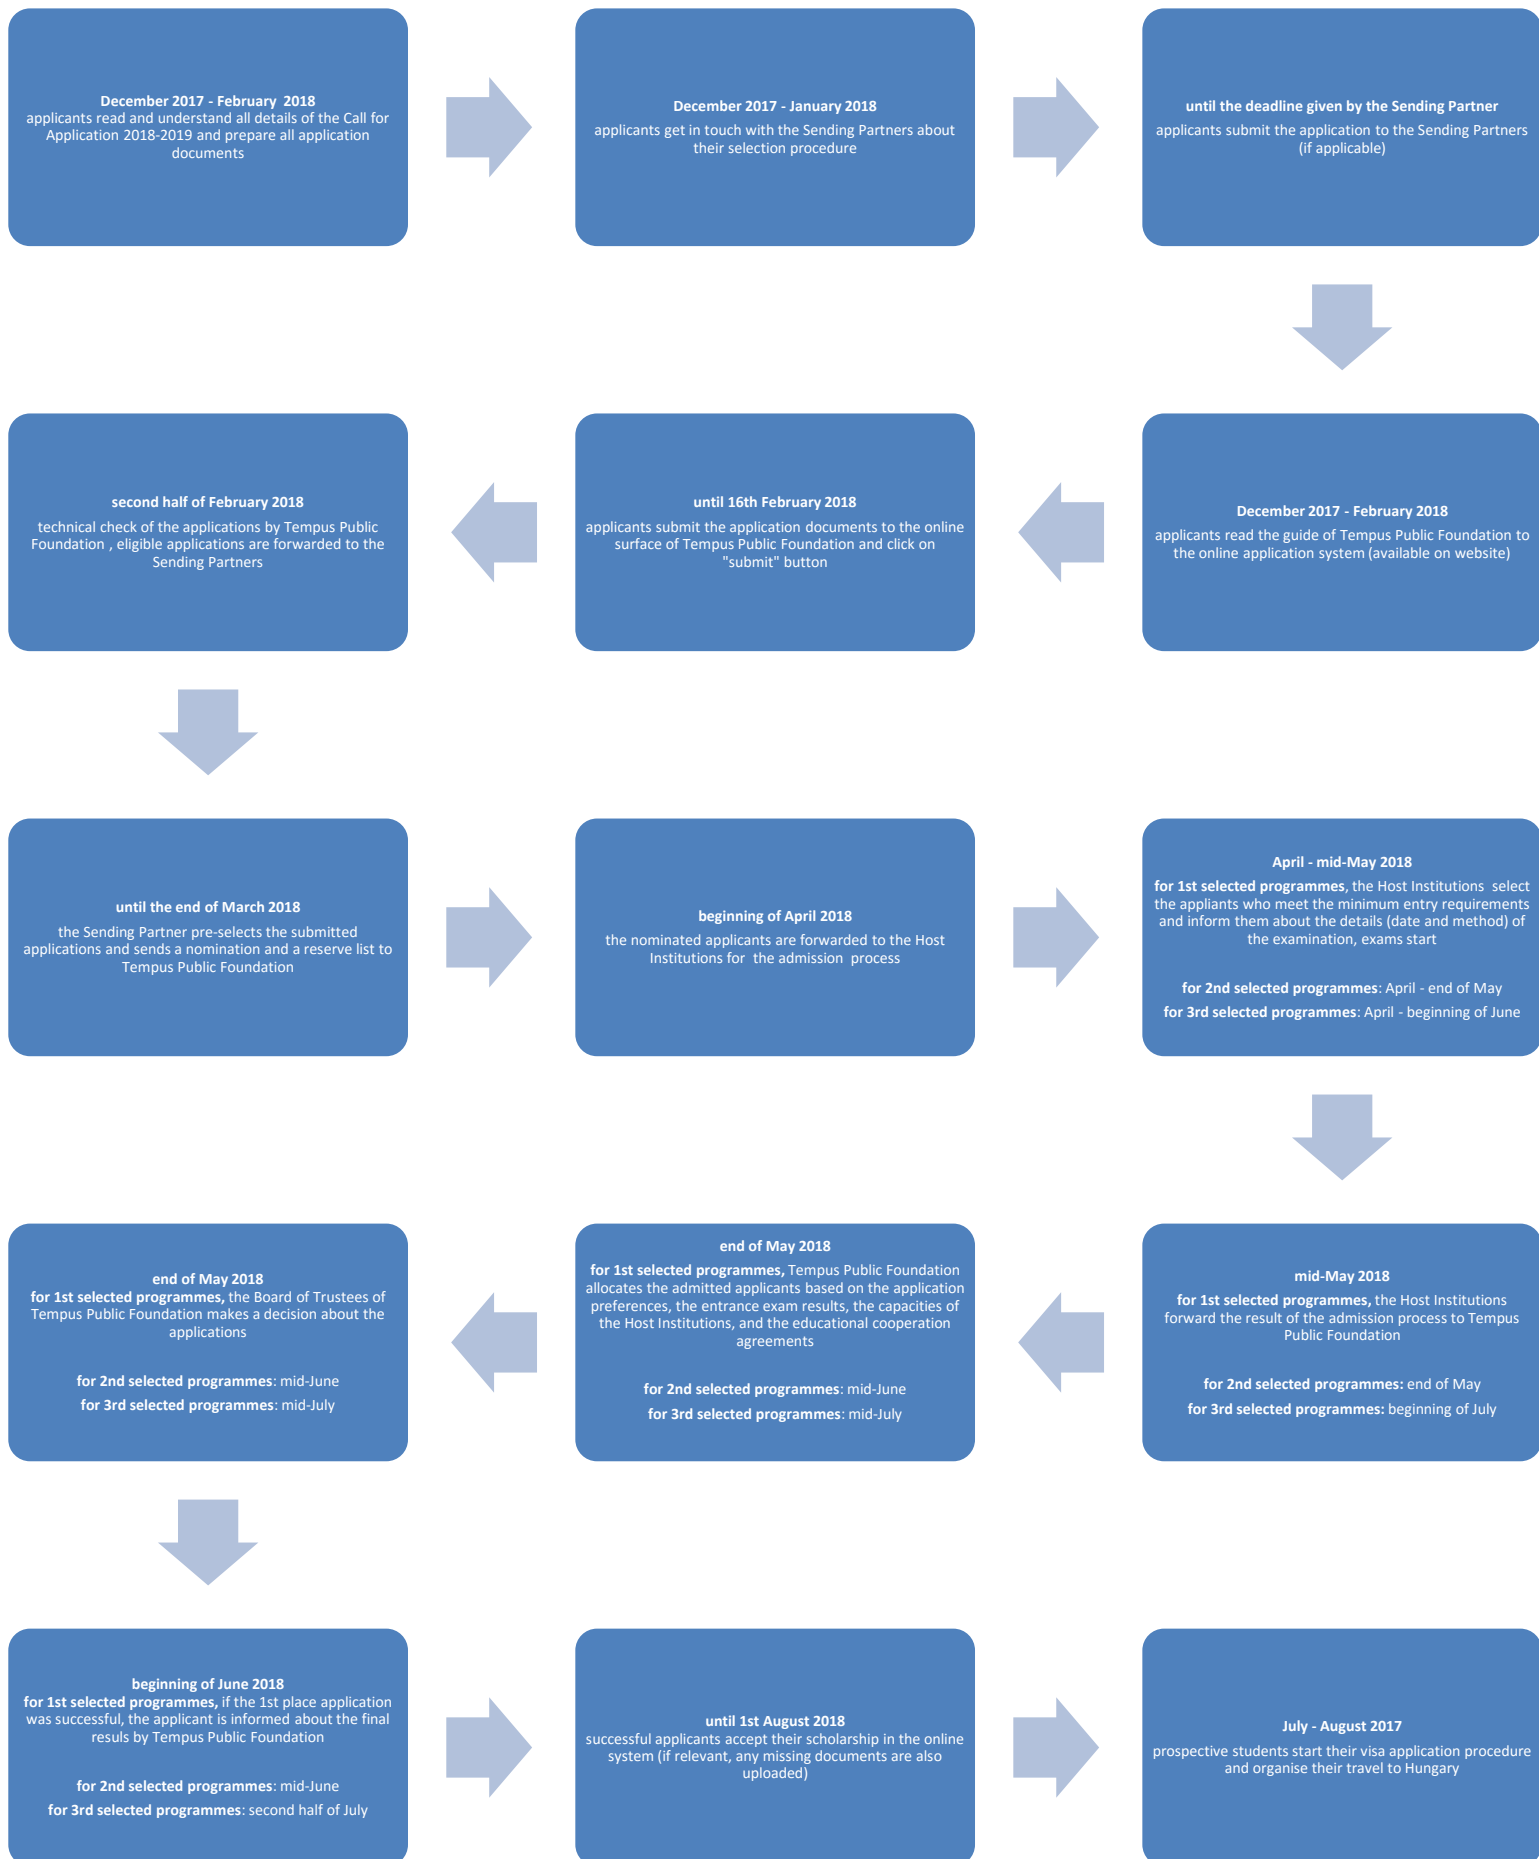 December 2017 - February 2018
applicants read and understand all details of the Call for
Application 2018-2019 and prepare all application
documents
December 2017 - January 2018
applicants get in touch with the Sending Partners about
their selection procedure
until the deadline given by the Sending Partner
applicants submit the application to the Sending Partners
(if applicable)
December 2017 - February 2018
applicants read the guide of Tempus Public Foundation to
the online application system (available on website)
until 16th February 2018
applicants submit the application documents to the online
surface of Tempus Public Foundation and click on
"submit" button
second half of February 2018
technical check of the applications by Tempus Public
Foundation , eligible applications are forwarded to the
Sending Partners
until the end of March 2018
the Sending Partner pre-selects the submitted
applications and sends a nomination and a reserve list to
Tempus Public Foundation
beginning of April 2018
the nominated applicants are forwarded to the Host
Institutions for the admission process
April - mid-May 2018
for 1st selected programmes, the Host Institutions select
the appliants who meet the minimum entry requirements
and inform them about the details (date and method) of
the examination, exams start
for 2nd selected programmes: April - end of May
for 3rd selected programmes: April - beginning of June
mid-May 2018
for 1st selected programmes, the Host Institutions
forward the result of the admission process to Tempus
Public Foundation
for 2nd selected programmes: end of May
for 3rd selected programmes: beginning of July
end of May 2018
for 1st selected programmes, Tempus Public Foundation
allocates the admitted applicants based on the application
preferences, the entrance exam results, the capacities of
the Host Institutions, and the educational cooperation
agreements
for 2nd selected programmes: mid-June
for 3rd selected programmes: mid-July
end of May 2018
for 1st selected programmes, the Board of Trustees of
Tempus Public Foundation makes a decision about the
applications
for 2nd selected programmes: mid-June
for 3rd selected programmes: mid-July
beginning of June 2018
for 1st selected programmes, if the 1st place application
was successful, the applicant is informed about the final
resuls by Tempus Public Foundation
for 2nd selected programmes: mid-June
for 3rd selected programmes: second half of July
until 1st August 2018
successful applicants accept their scholarship in the online
system (if relevant, any missing documents are also
uploaded)
July - August 2017
prospective students start their visa application procedure
and organise their travel to Hungary